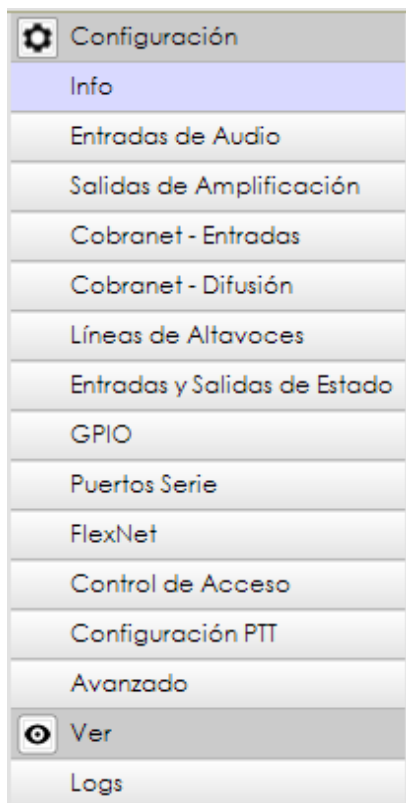 Configuración
Info
Entradas de Audio
Salidas de Amplificación
Cobranet - Entradas
Cobranet - Difusión
Líneas de Altavoces
Entradas y Salidas de Estado
GPIO
Puertos Serie
FlexNet
Control de Acceso
Configuración PTT
Avanzado
Ver
Logs